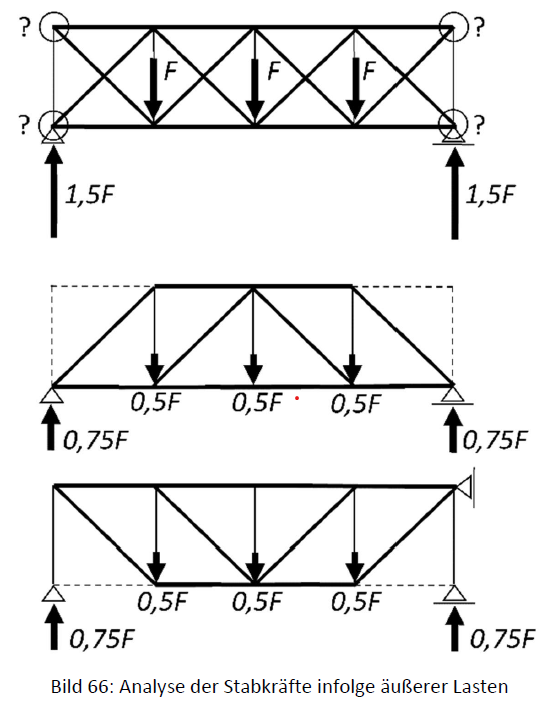 ? ?
F F F
? ?
1,5F 1,5F
0,5F 0,5F 0,5F
0,75F 0,75F
0,5F 0,5F 0,5F
0,75F 0,75F
Bild 66: Analyse der Stabkräfte infolge äußerer Lasten